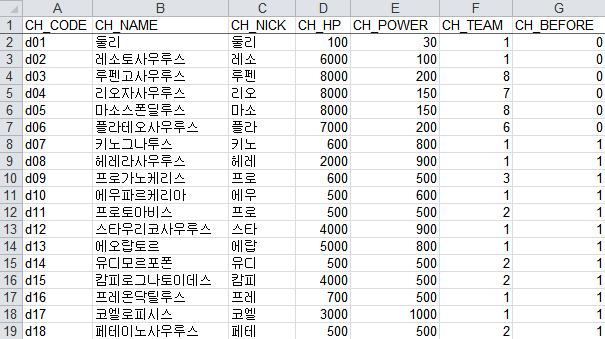 A B C D E F G
1 CH_CODE CH_NAME CH_NICK CH_HP CH_POWER CH_TEAM CH_BEFORE
2 d01 둘리 둘리 100 30 1 0
3 d02 레소토사우루스 레소 6000 100 1 0
4 d03 루펜고사우루스 루펜 8000 200 8 0
5 d04 리오자사우루스 리오 8000 150 7 0
6 d05 마소스폰딜루스 마소 8000 150 8 0
7 d06 플라테오사우루스 플라 7000 200 6 0
8 d07 키노그나투스 키노 600 800 1 1
9 d08 헤레라사우루스 헤레 2000 900 1 1
10 d09 프로가노케리스 프로 600 500 3 1
11 d10 에우파르케리아 에우 500 600 1 1
12 d11 프로토아비스 프로 500 500 2 1
13 d12 스타우리코사우루스 스타 4000 900 1 1
14 d13 에오랍토르 에랍 5000 800 1 1
15 d14 유디모르포돈 유디 500 500 2 1
16 d15 캄피로그나토이데스 캄피 4000 500 2 1
17 d16 프레온닥틸루스 프레 700 500 1 1
18 d17 코엘로피시스 코엘 3000 1000 1 1
19 d18 페테이노사우루스 페테 500 500 2 1